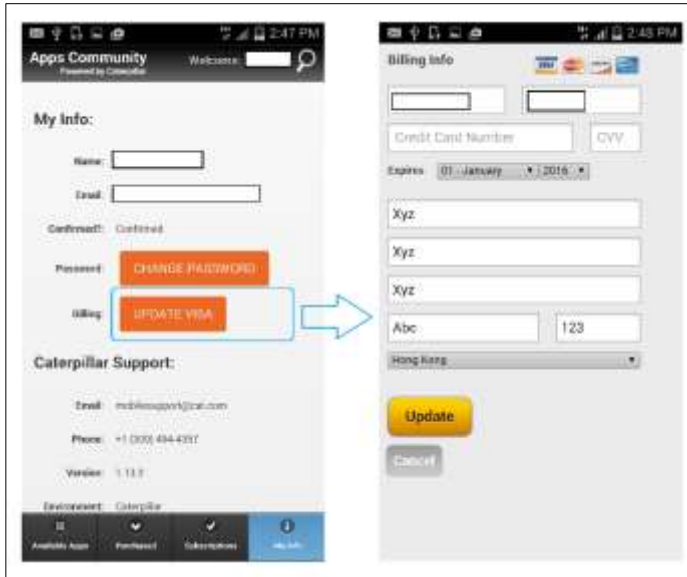 2:47 PM
Apps Community
Powered by Caterpillar
Welcome:
My Info:
Name:
Email:
Confirmed?: Confirmed
Password: CHANGE PASSWORD
Billing: UPDATE VISA
Caterpillar Support:
Email: mobilesupport@cat.com
Phone:
Version:
Environment: Caterpillar
Available Apps Purchased Subscriptions My Info
2:48 PM
Billing Info
VISA
Credit Card Number CVV
Expires 01 - January 2016
Xyz
Xyz
Xyz
Abc 123
Hong Kong
Update
Cancel